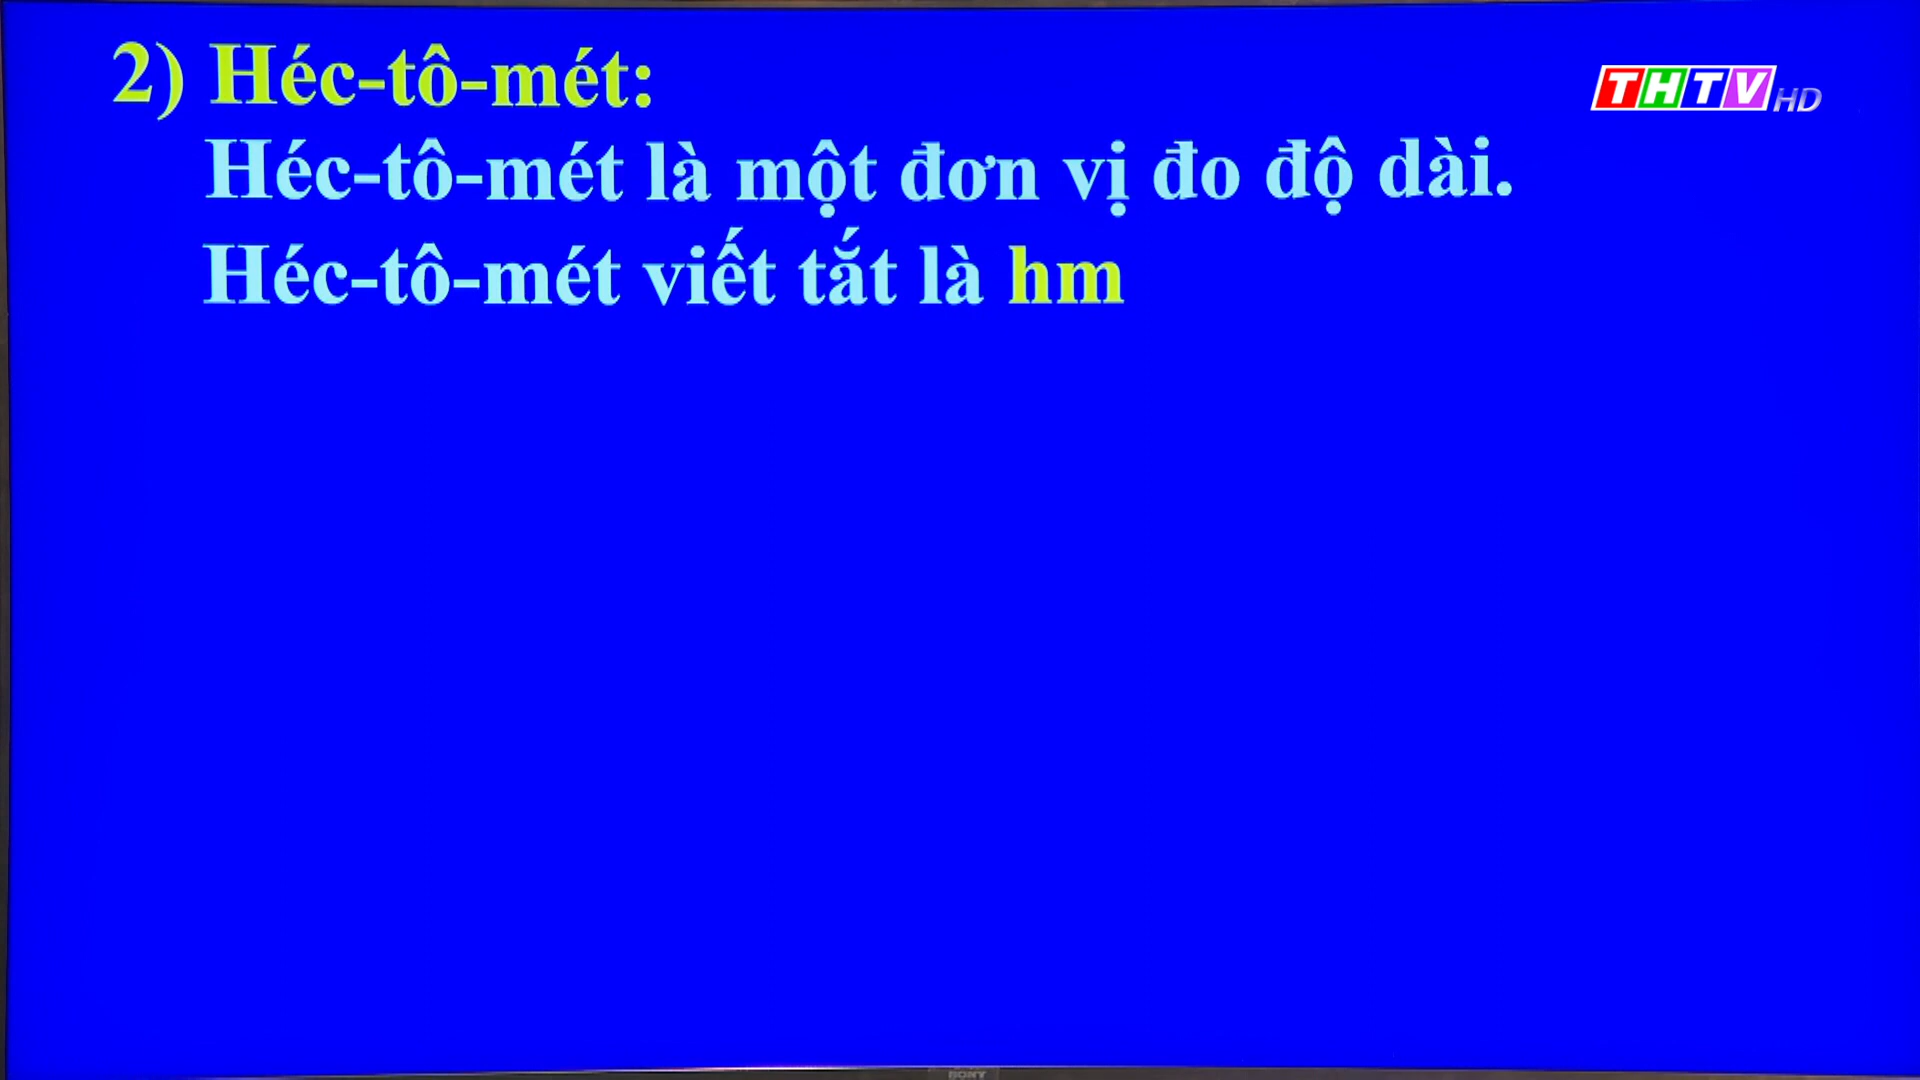 2) Héc-tô-mét:
THTV HD
Héc-tô-mét là một đơn vị đo độ dài.
Héc-tô-mét viết tắt là hm
SONY